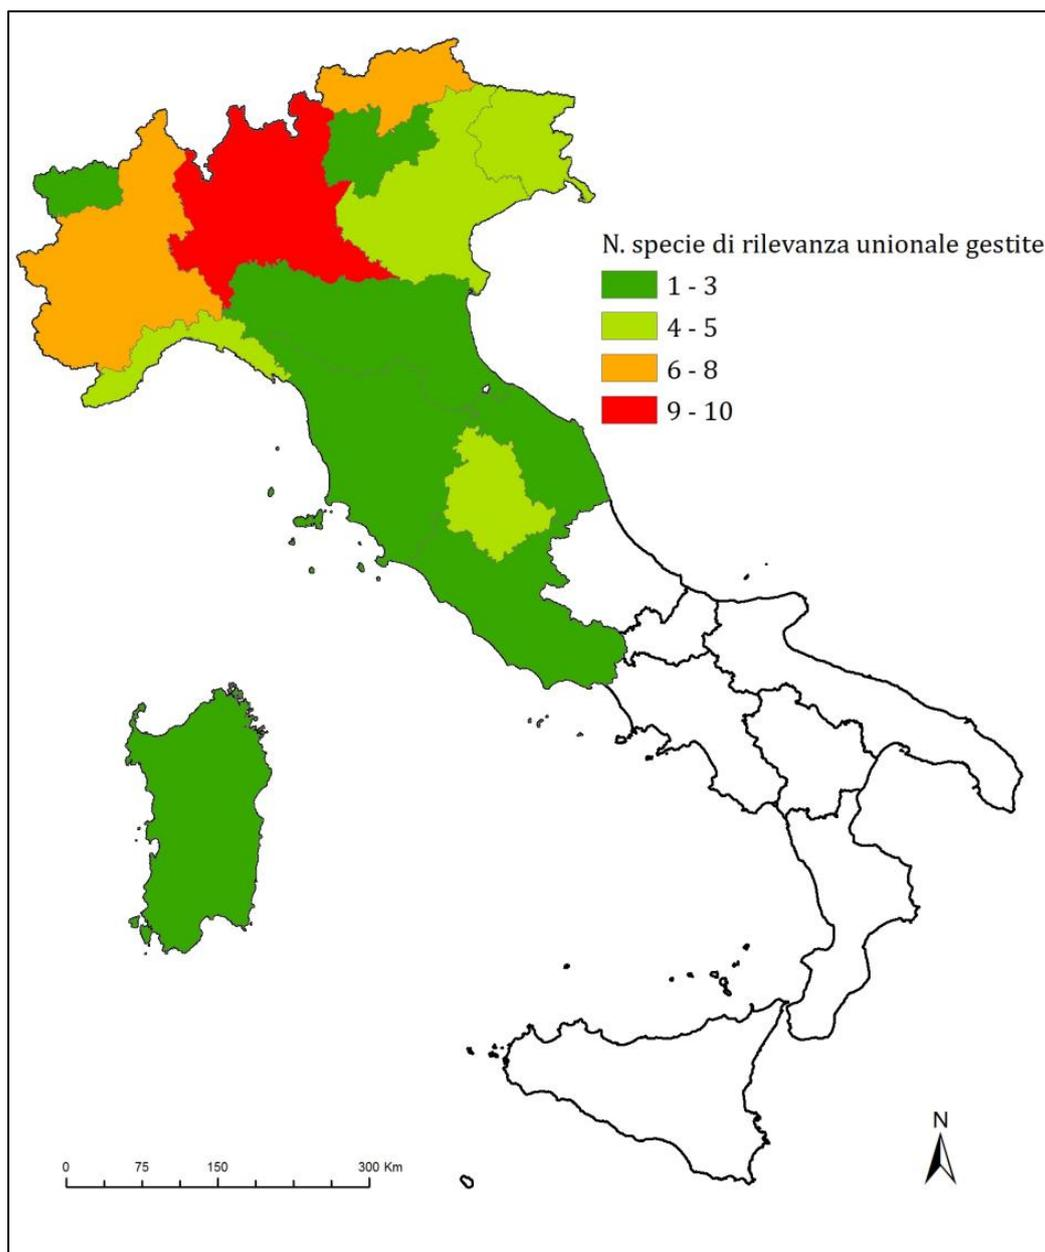 N. specie di rilevanza unionale gestite
1 - 3
4 - 5
6 - 8
9 - 10
N
0 75 150 300 Km